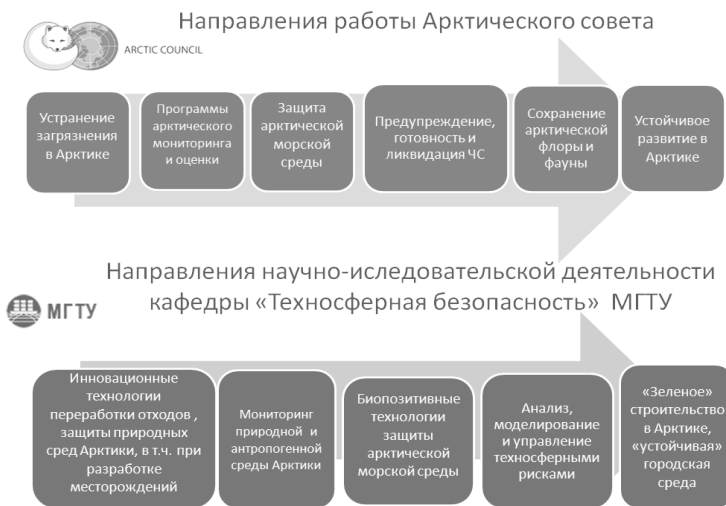 Направления работы Арктического совета
ARCTIC COUNCIL
Устранение
загрязнения
в Арктике
Программы
арктического
мониторинга
и оценки
Защита
арктической
морской
среды
Предупреждение,
готовность и
ликвидация ЧС
Сохранение
арктической
флоры и
фауны
Устойчивое
развитие в
Арктике
Направления научно-иследовательской деятельности
кафедры «Техносферная безопасность» МГТУ
МГТУ
Инновационные
технологии
переработки отходов ,
защиты природных
сред Арктики, в т.ч. при
разработке
месторождений
Мониторинг
природной и
антропогенной
среды Арктики
Биопозитивные
технологии
защиты
арктической
морской среды
Анализ,
моделирование
и управление
техносферными
рисками
«Зеленое»
строительство
в Арктике,
«устойчивая»
городская
среда